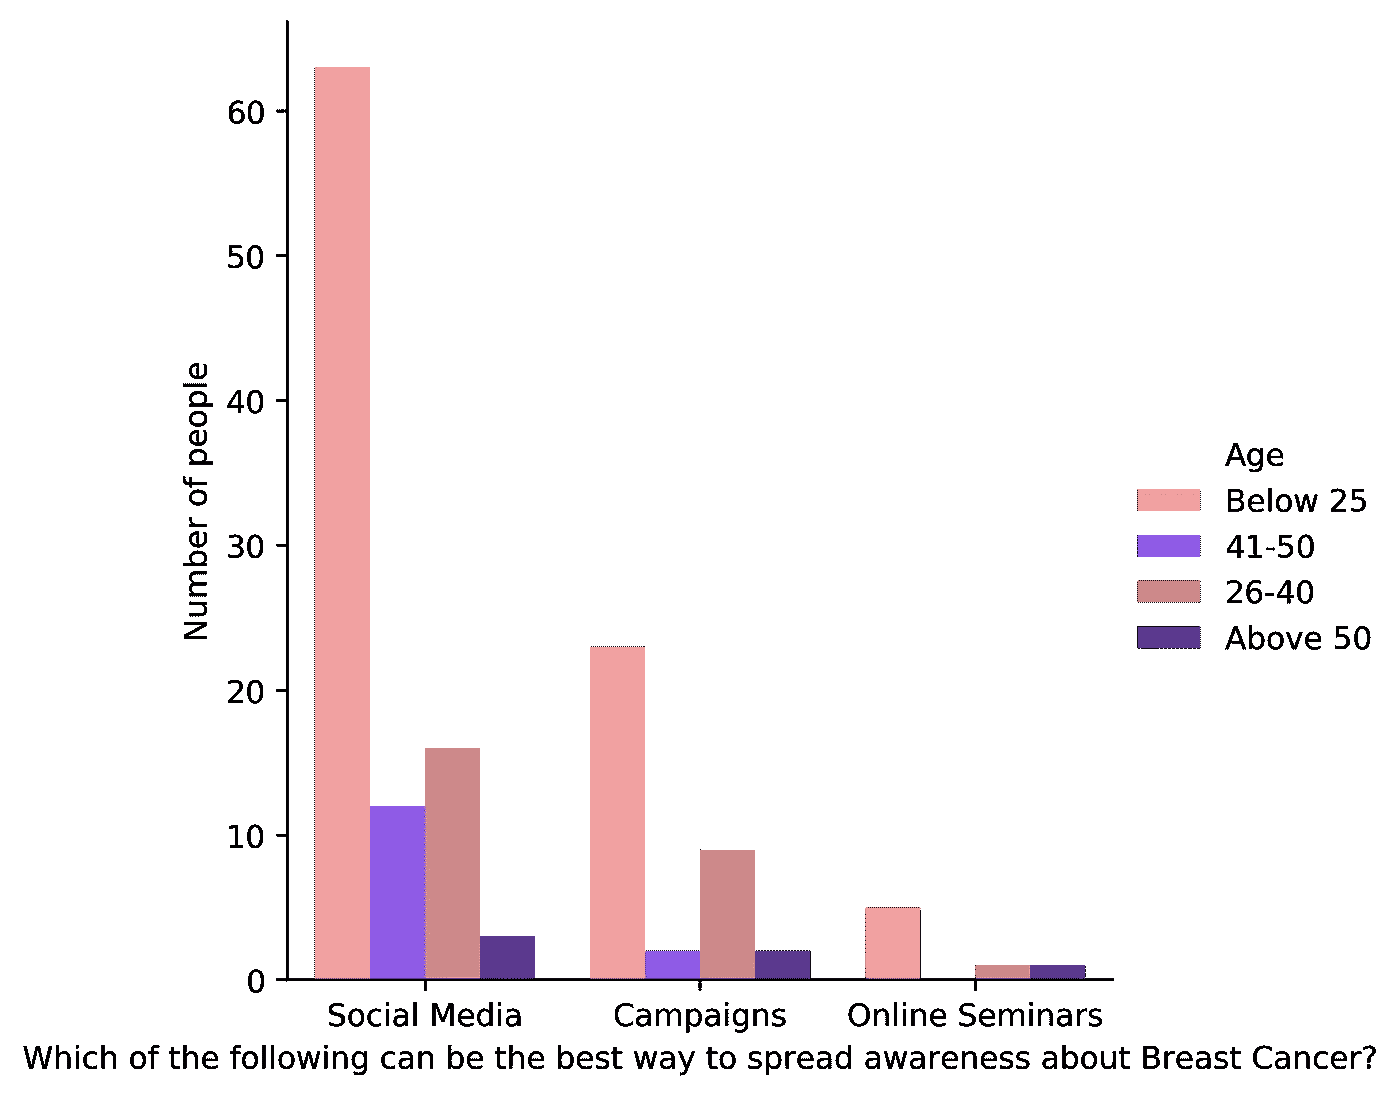 Number of people
60
50
40
30
20
10
0
Social Media
Campaigns
Online Seminars
Which of the following can be the best way to spread awareness about Breast Cancer?
Age
Below 25
41-50
26-40
Above 50